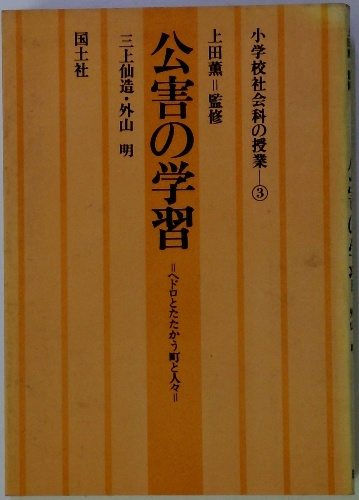 小学校社会科の授業—③
上田薫＝監修
公害の学習
＝ヘドロとたたかう町と人々＝
三上仙造・外山 明
国土社